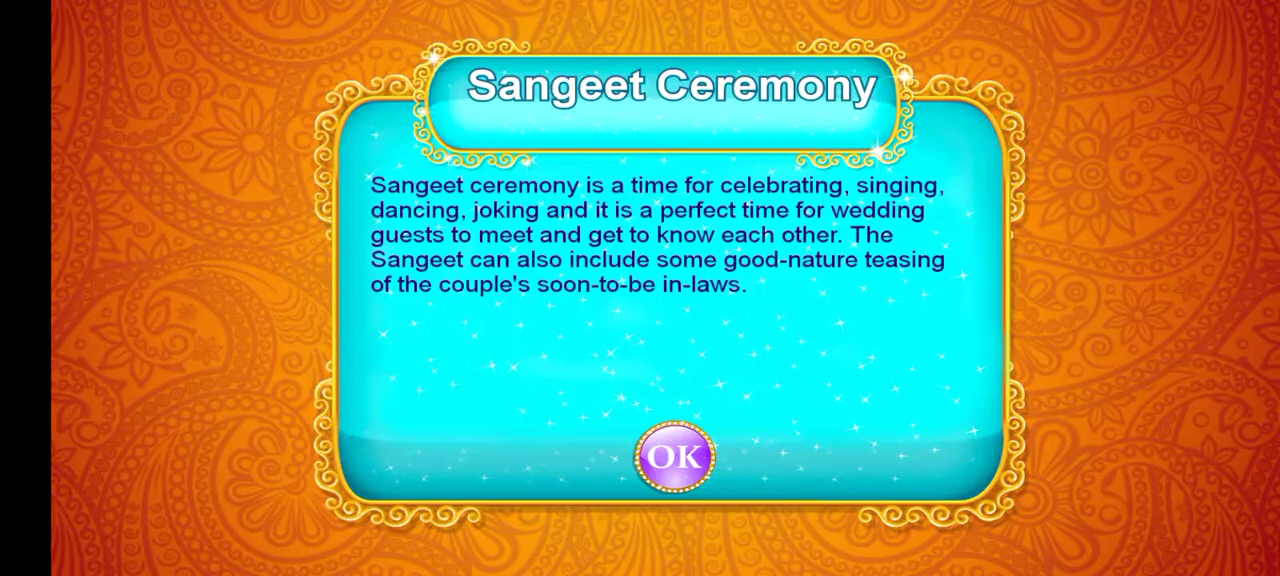 Sangeet Ceremony
Sangeet ceremony is a time for celebrating, singing,
dancing, joking and it is a perfect time for wedding
guests to meet and get to know each other. The
Sangeet can also include some good-nature teasing
of the couple's soon-to-be in-laws.
OK